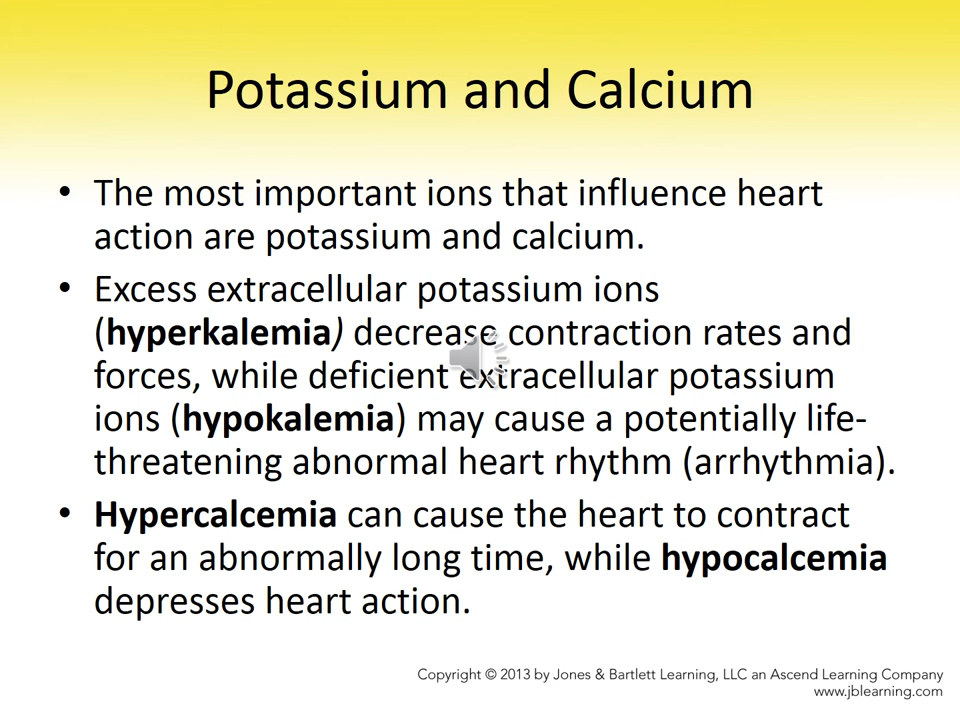 Potassium and Calcium
• The most important ions that influence heart
action are potassium and calcium.
• Excess extracellular potassium ions
(hyperkalemia) decrease contraction rates and
forces, while deficient extracellular potassium
ions (hypokalemia) may cause a potentially life-
threatening abnormal heart rhythm (arrhythmia).
• Hypercalcemia can cause the heart to contract
for an abnormally long time, while hypocalcemia
depresses heart action.
Copyright © 2013 by Jones & Bartlett Learning, LLC an Ascend Learning Company
www.jblearning.com